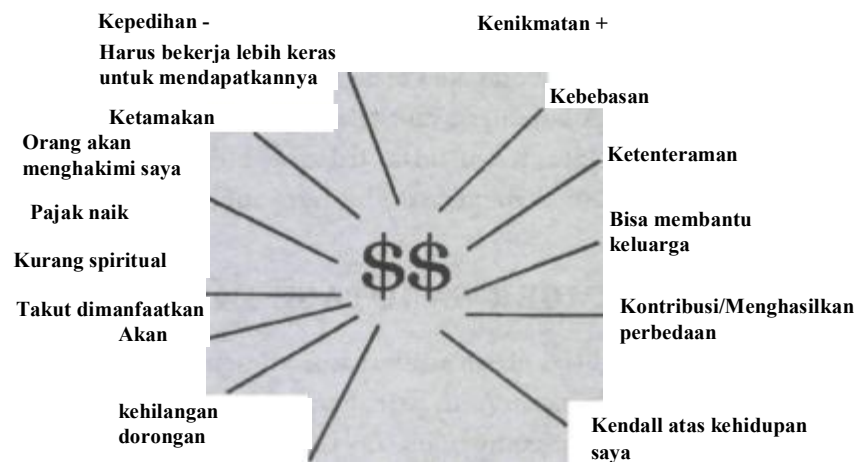 Kepedihan -
Kenikmatan +
Harus bekerja lebih keras
untuk mendapatkannya
Ketamakan
Orang akan
menghakimi saya
Pajak naik
Kurang spiritual
Takut dimanfaatkan
Akan
kehilangan
dorongan
$$
Kebebasan
Ketenteraman
Bisa membantu
keluarga
Kontribusi/Menghasilkan
perbedaan
Kendall atas kehidupan
saya